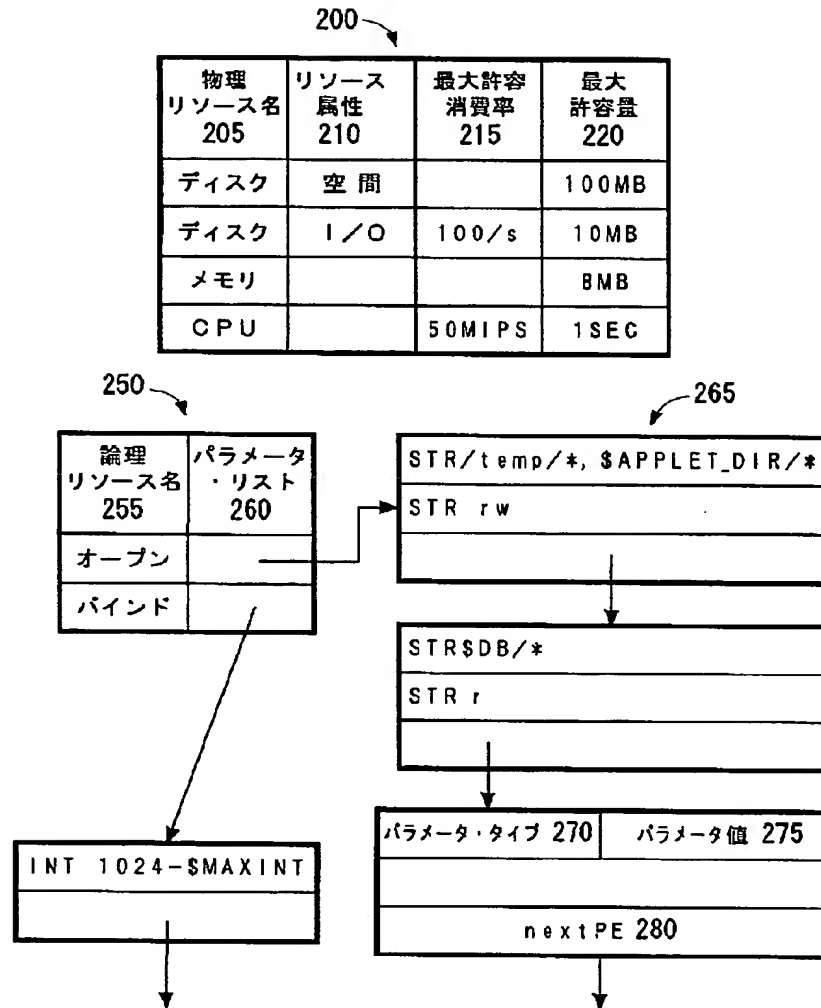 200
物理
リソース名
205
リソース
属性
210
最大許容
消費率
215
最大
許容量
220
ディスク 空間 100MB
ディスク I/O 100/s 10MB
メモリ 8MB
CPU 50MIPS 1SEC
250
265
論理
リソース名
255
パラメータ
・リスト
260
オープン
バインド
STR/temp/*, $APPLET_DIR/*
STR rw
STR$DB/*
STR r
パラメータ・タイプ 270 パラメータ値 275
nextPE 280
INT 1024-$MAXINT